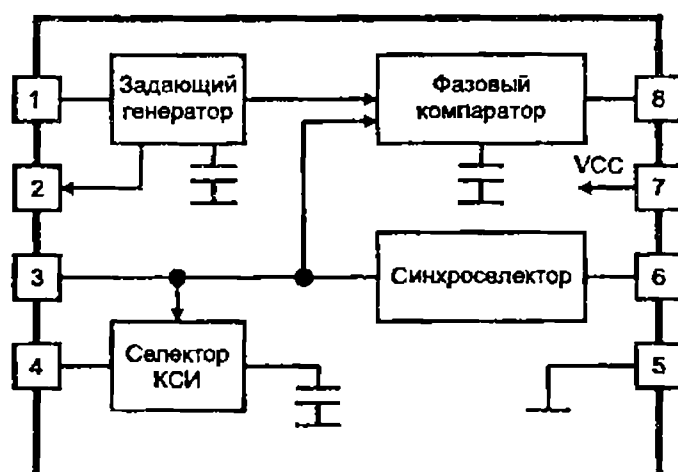 1
Задающий
генератор
Фазовый
компаратор
8
2
VCC
7
3
Синхроселектор
6
4
Селектор
КСИ
5